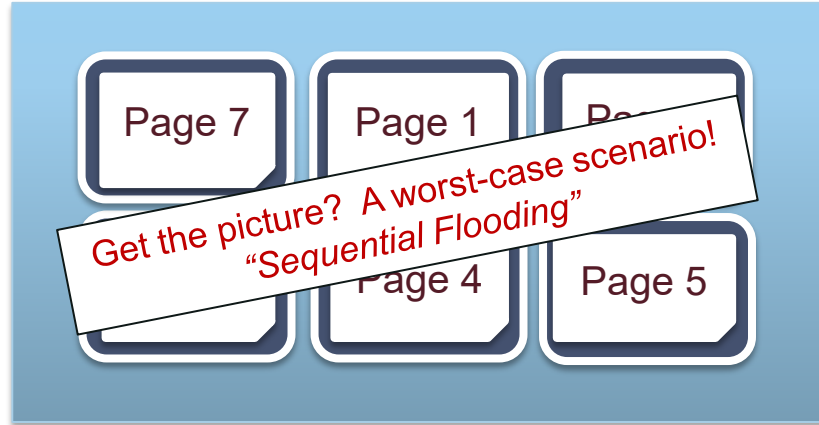 Page 7
Page 1
Get the picture? A worst-case scenario!
“Sequential Flooding”
Page 4
Page 5